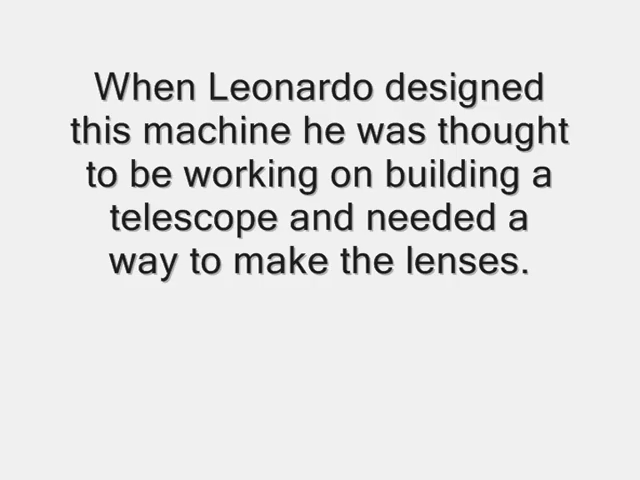 When Leonardo designed
this machine he was thought
to be working on building a
telescope and needed a
way to make the lenses.